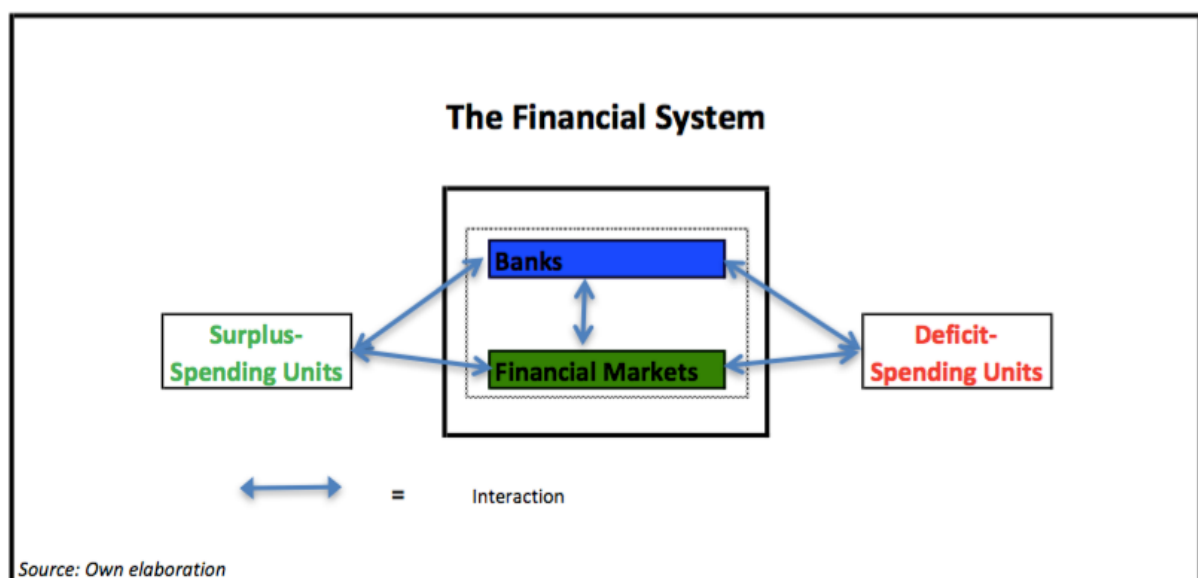 The Financial System
Banks
Surplus-
Spending Units
Financial Markets
Deficit-
Spending Units
= Interaction
Source: Own elaboration